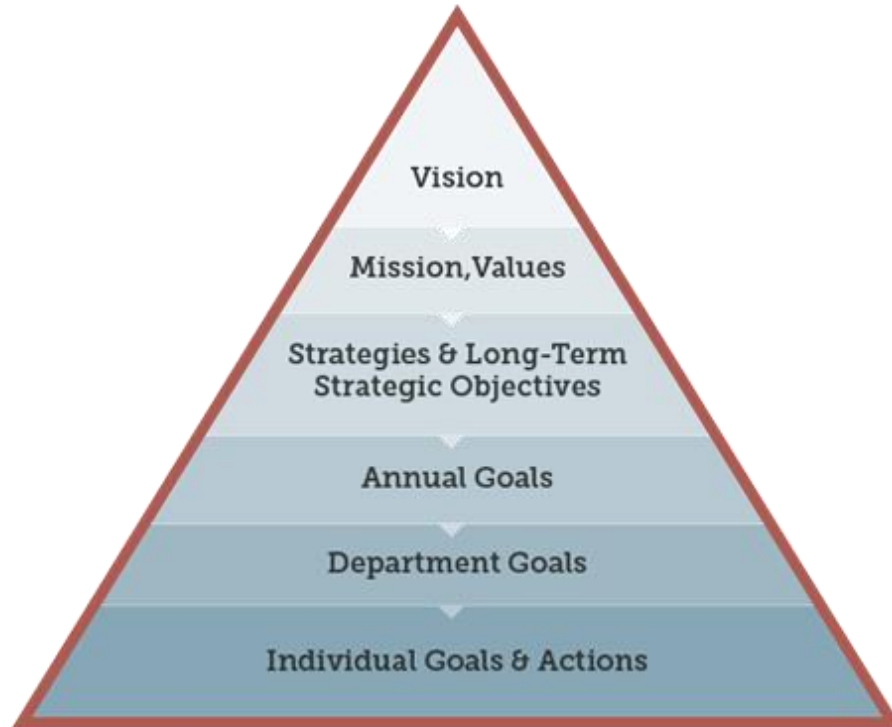 Vision
Mission,Values
Strategies & Long-Term
Strategic Objectives
Annual Goals
Department Goals
Individual Goals & Actions